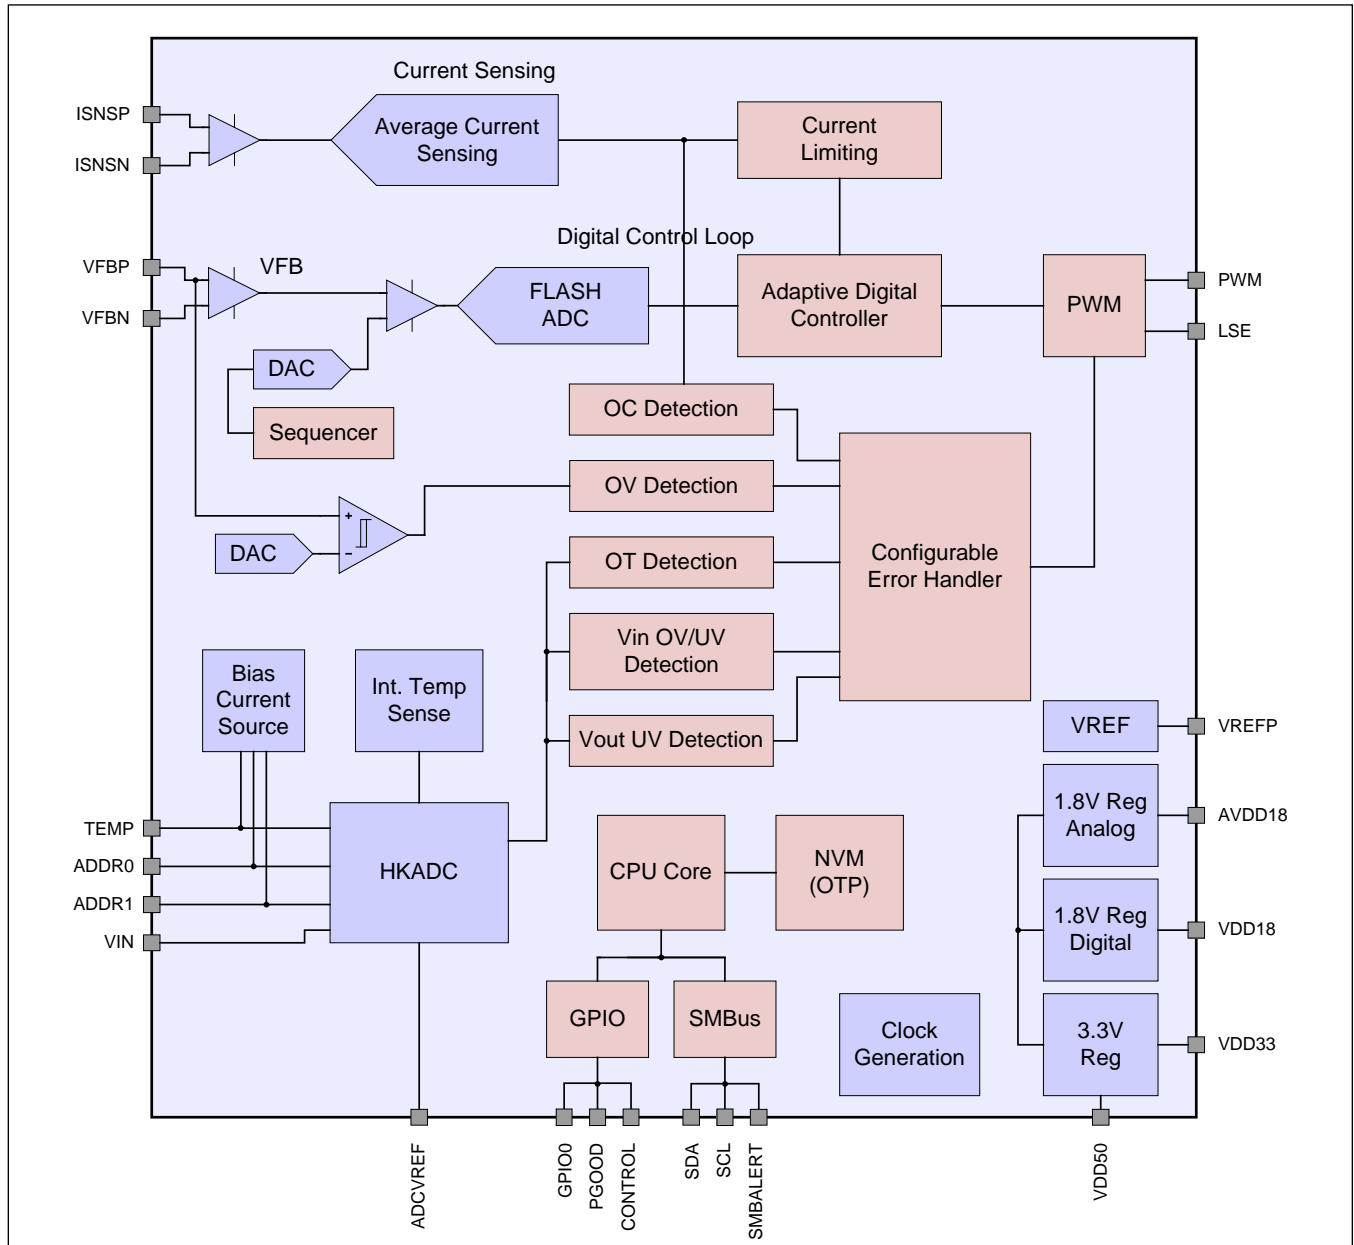 Current Sensing
ISNSP
ISNSN
Average Current
Sensing
Current
Limiting
Digital Control Loop
VFBP
VFBN
VFB
FLASH
ADC
Adaptive Digital
Controller
PWM
PWM
LSE
DAC
Sequencer
OC Detection
OV Detection
+
−
DAC
OT Detection
Configurable
Error Handler
Vin OV/UV
Detection
Vout UV Detection
Bias
Current
Source
Int. Temp
Sense
VREF
VREFP
1.8V Reg
Analog
AVDD18
TEMP
ADDR0
ADDR1
VIN
HKADC
CPU Core
NVM
(OTP)
1.8V Reg
Digital
VDD18
GPIO
SMBus
Clock
Generation
3.3V
Reg
VDD33
ADCVREF
GPIO0
PGOOD
CONTROL
SDA
SCL
SMBALERT
VDD50